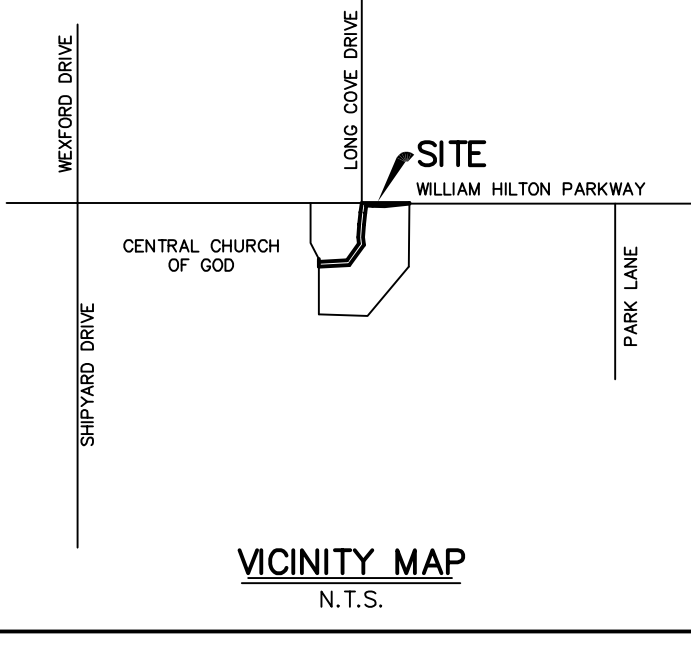 WEXFORD DRIVE
LONG COVE DRIVE
SITE
WILLIAM HILTON PARKWAY
CENTRAL CHURCH
OF GOD
PARK LANE
SHIPYARD DRIVE
VICINITY MAP
N.T.S.